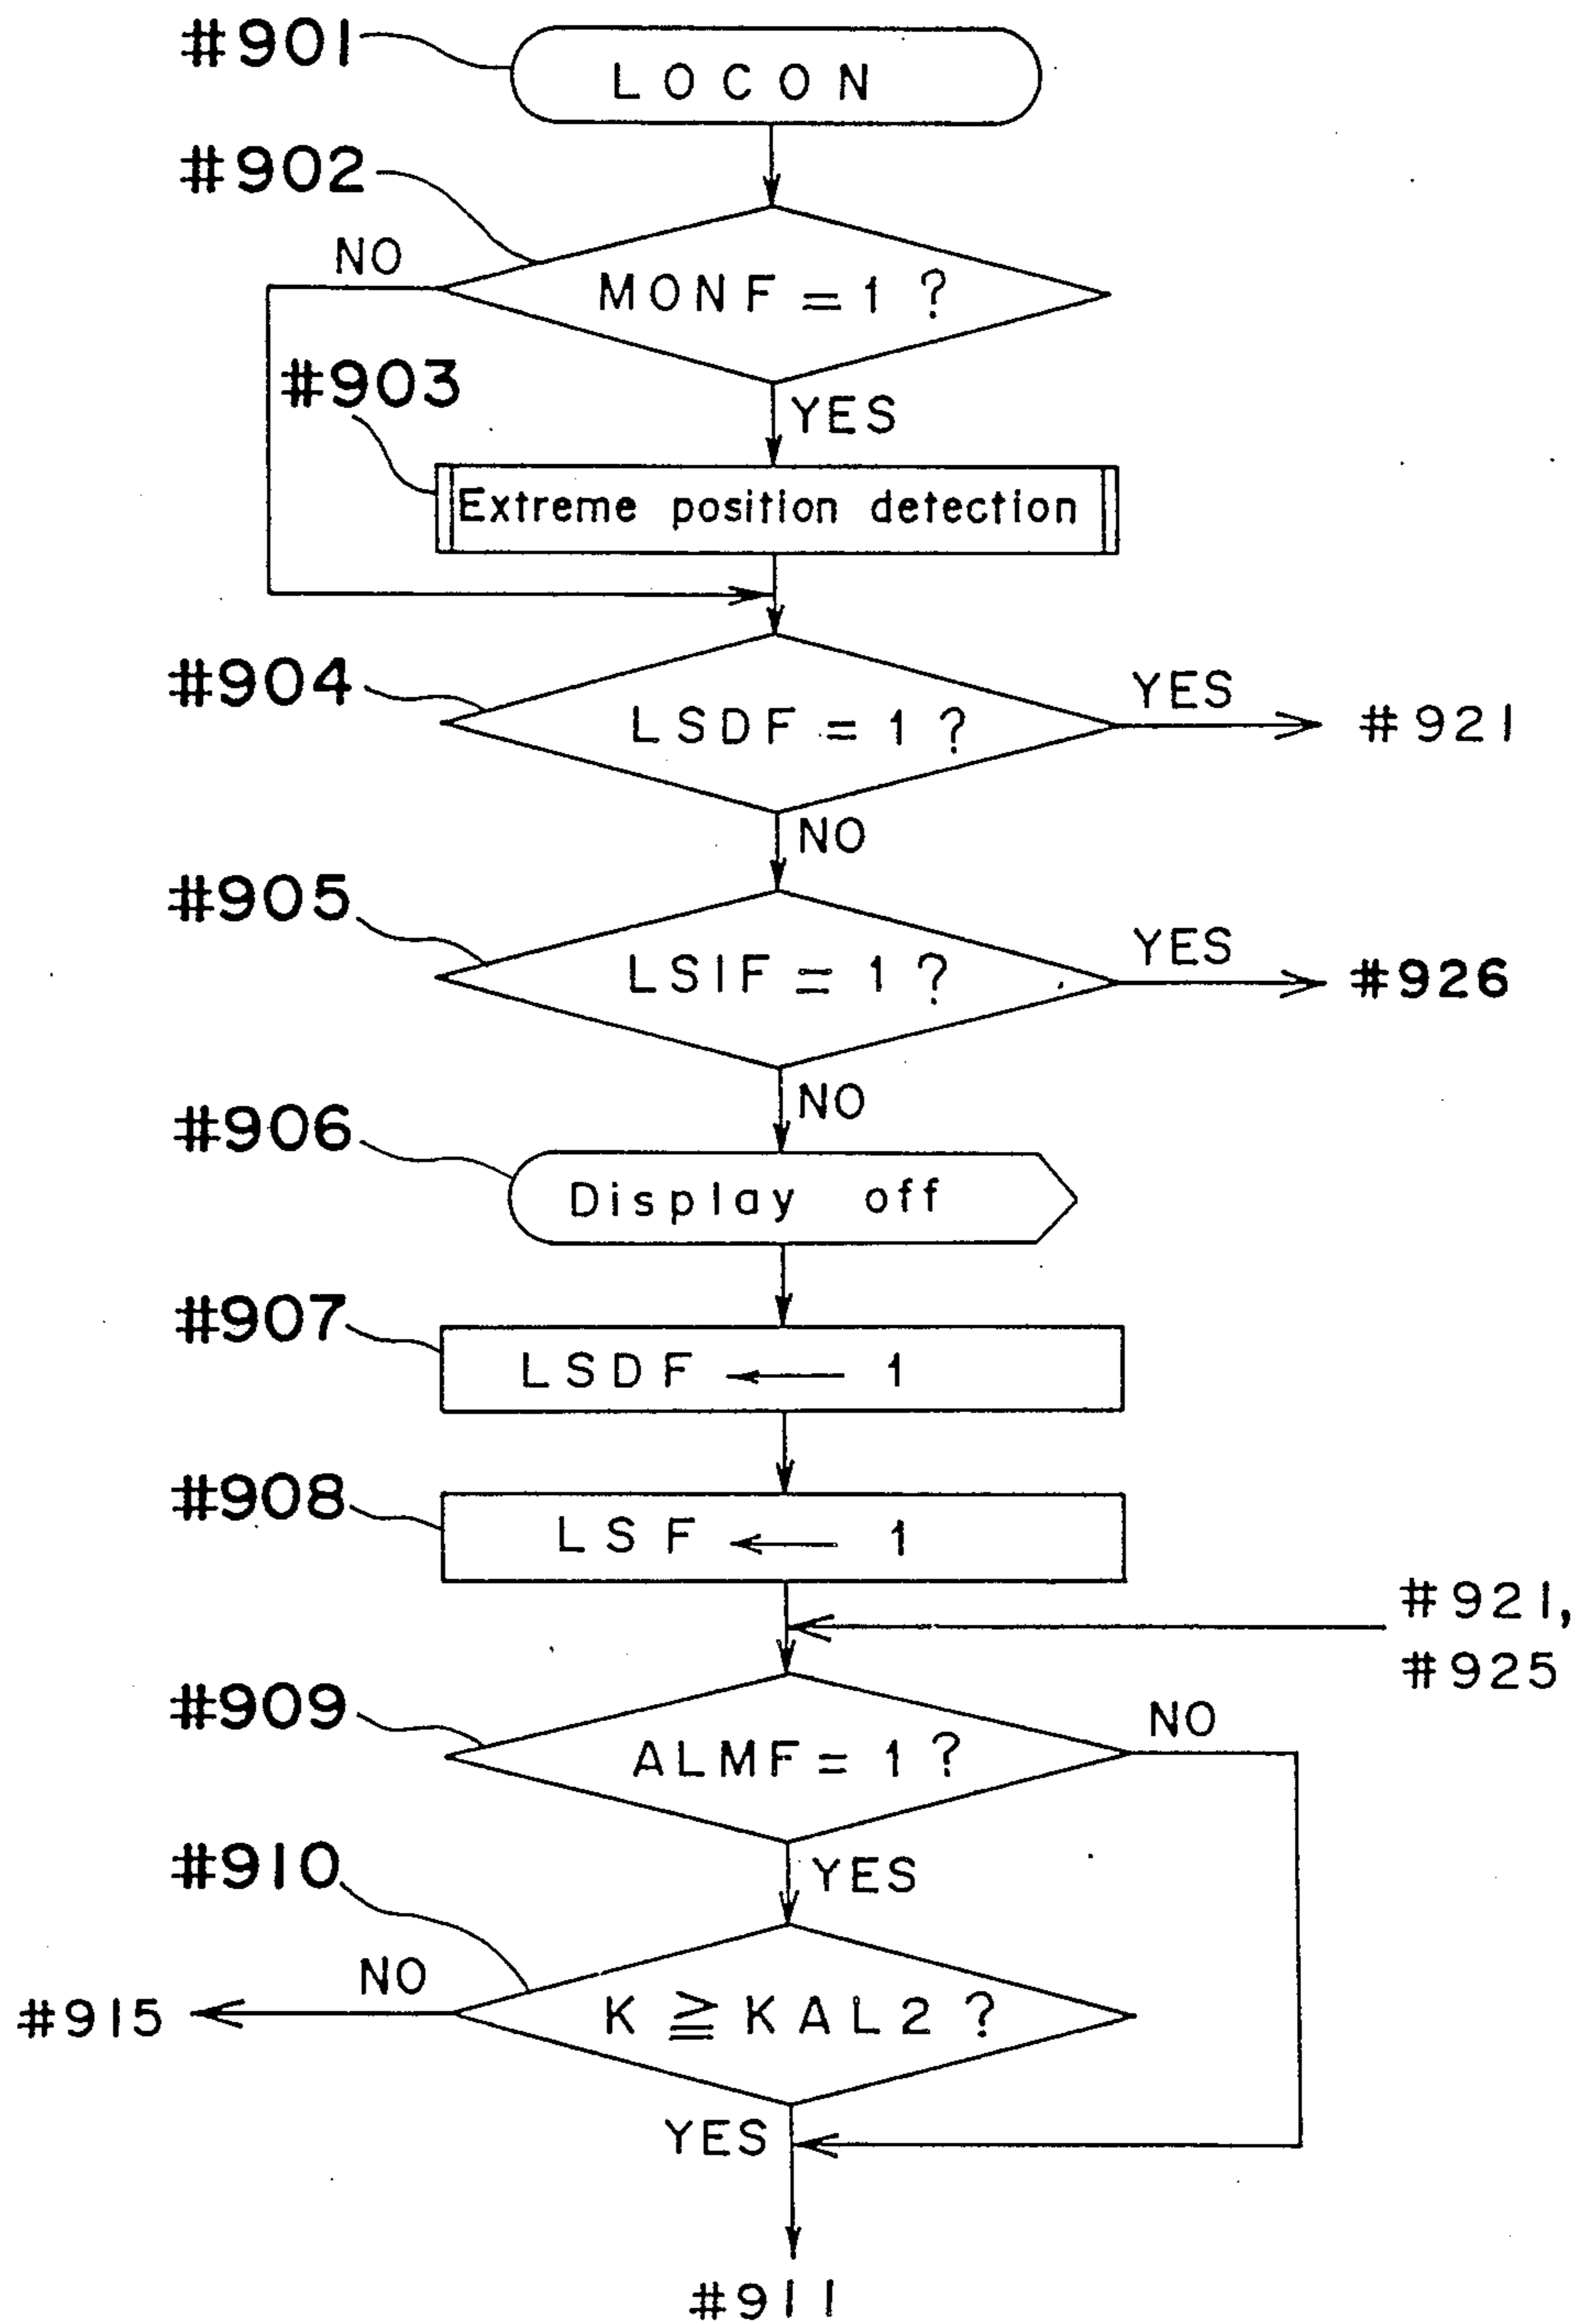 #901
LOCON
#902
NO
MONF = 1 ?
#903
YES
Extreme position detection
#904
YES
LSDF = 1 ?
#921
NO
#905
YES
LSIF = 1 ?
#926
NO
#906
Display off
#907
LSDF ← 1
#908
LSF ← 1
#921,
#925
#909
NO
ALMF = 1 ?
#910
YES
NO
K ≧ KAL2 ?
#915
YES
#911